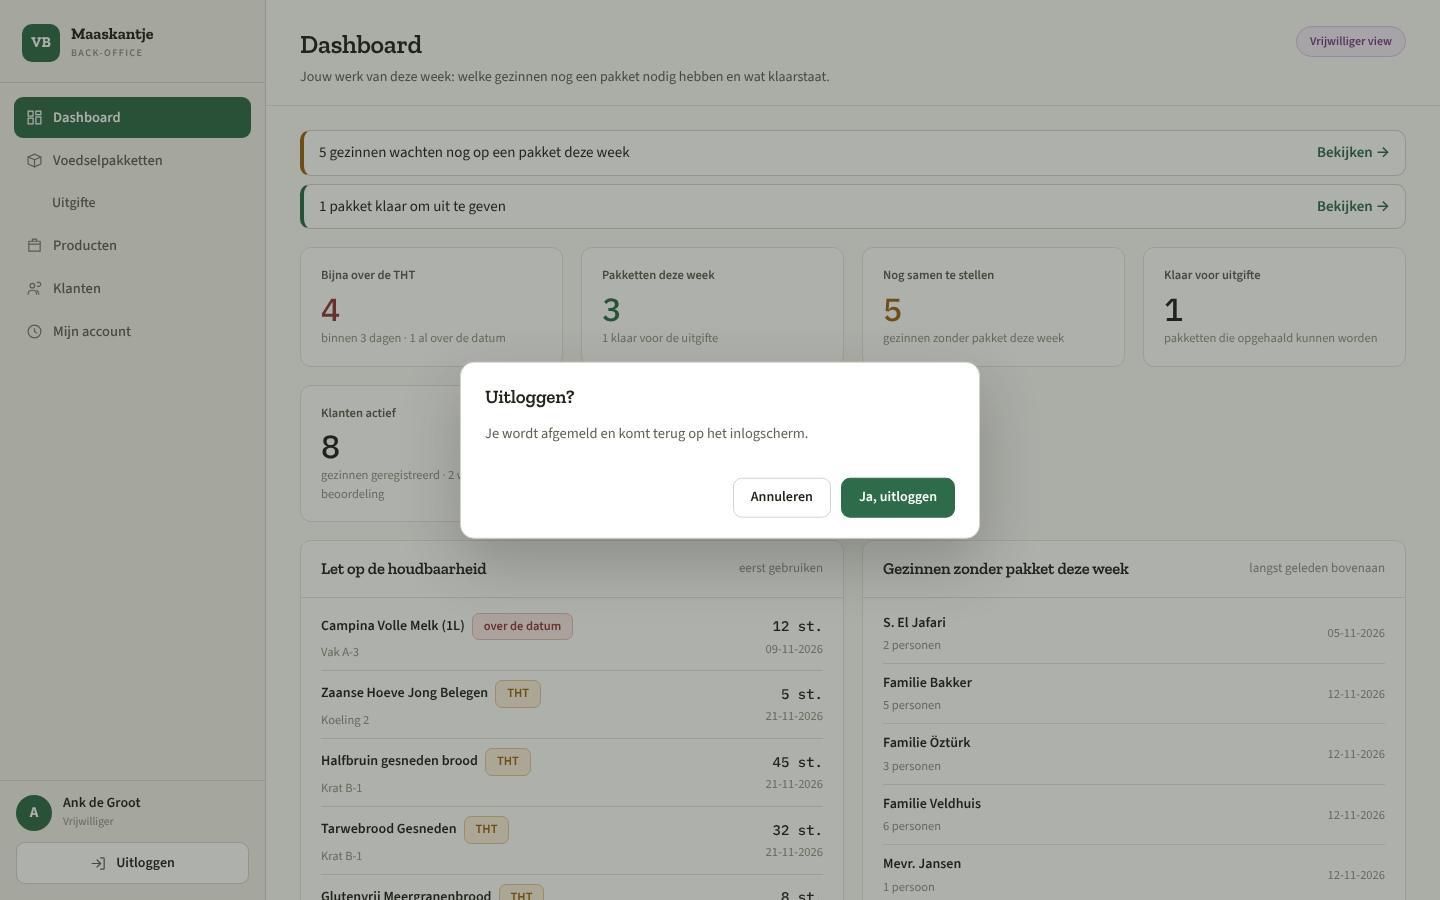 VB
Maaskantje
BACK-OFFICE
Dashboard
Voedselpakketten
Uitgifte
Producten
Klanten
Mijn account
A
Ank de Groot
Vrijwilliger
Uitloggen
Dashboard
Jouw werk van deze week: welke gezinnen nog een pakket nodig hebben en wat klaarstaat.
Vrijwilliger view
5 gezinnen wachten nog op een pakket deze week
Bekijken →
1 pakket klaar om uit te geven
Bekijken →
Bijna over de THT
4
binnen 3 dagen · 1 al over de datum
Pakketten deze week
3
1 klaar voor de uitgifte
Nog samen te stellen
5
gezinnen zonder pakket deze week
Klaar voor uitgifte
1
pakketten die opgehaald kunnen worden
Klanten actief
8
gezinnen geregistreerd · 2
beoordeling
Uitloggen?
Je wordt afgemeld en komt terug op het inlogscherm.
Annuleren
Ja, uitloggen
Let op de houdbaarheid
eerst gebruiken
Campina Volle Melk (1L) over de datum
12 st.
Vak A-3
09-11-2026
Zaanse Hoeve Jong Belegen THT
5 st.
Koeling 2
21-11-2026
Halfbruin gesneden brood THT
45 st.
Krat B-1
21-11-2026
Tarwebrood Gesneden THT
32 st.
Krat B-1
21-11-2026
Glutenvrij Meergranenbrood THT
8 st.
Gezinnen zonder pakket deze week
langst geleden bovenaan
S. El Jafari
2 personen
05-11-2026
Familie Bakker
5 personen
12-11-2026
Familie Öztürk
3 personen
12-11-2026
Familie Veldhuis
6 personen
12-11-2026
Mevr. Jansen
1 persoon
12-11-2026